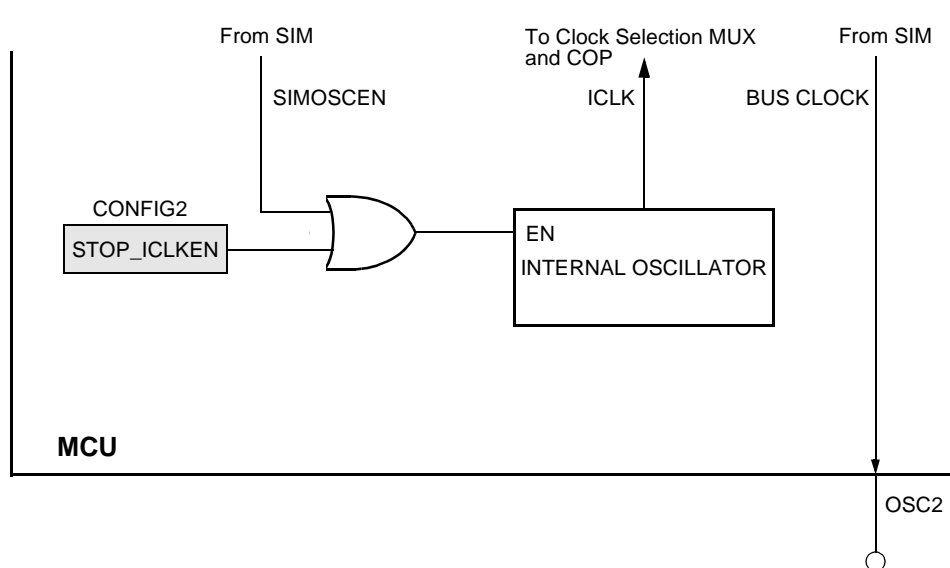 From SIM
To Clock Selection MUX
and COP
From SIM
SIMOSCEN
ICLK
BUS CLOCK
CONFIG2
STOP_ICLKEN
EN
INTERNAL OSCILLATOR
MCU
OSC2